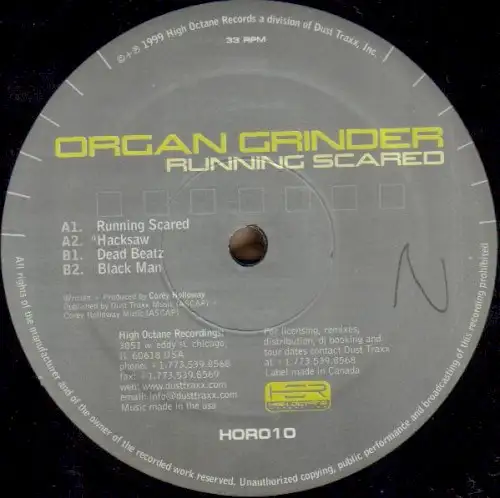 ©+℗ 1999 High Octane Records a division of Dust Traxx, Inc.
33 RPM
ORGAN GRINDER
RUNNING SCARED
A1. Running Scared
A2. "Hacksaw
B1. Dead Beatz
B2. Black Man
Written + Produced by Corey Holloway
Published by Dust Traxx Music (ASCAP) +
Corey Holloway Music (ASCAP)
N
High Octane Recordings
3051 w. eddy st. chicago,
IL 60618 USA
phone: +1.773.539.8568
fax: +1.773.539.8569
web: www.dusttraxx.com
email: info@dusttraxx.com
Music made in the usa
For licensing, remixes,
distribution, dj booking and
tour dates contact Dust Traxx
at +1.773.539.8568
Label made in Canada
HOR010
All rights of the manufacturer and of the owner of the recorded work reserved. Unauthorized copying, public performance and broadcasting of this recording prohibited.